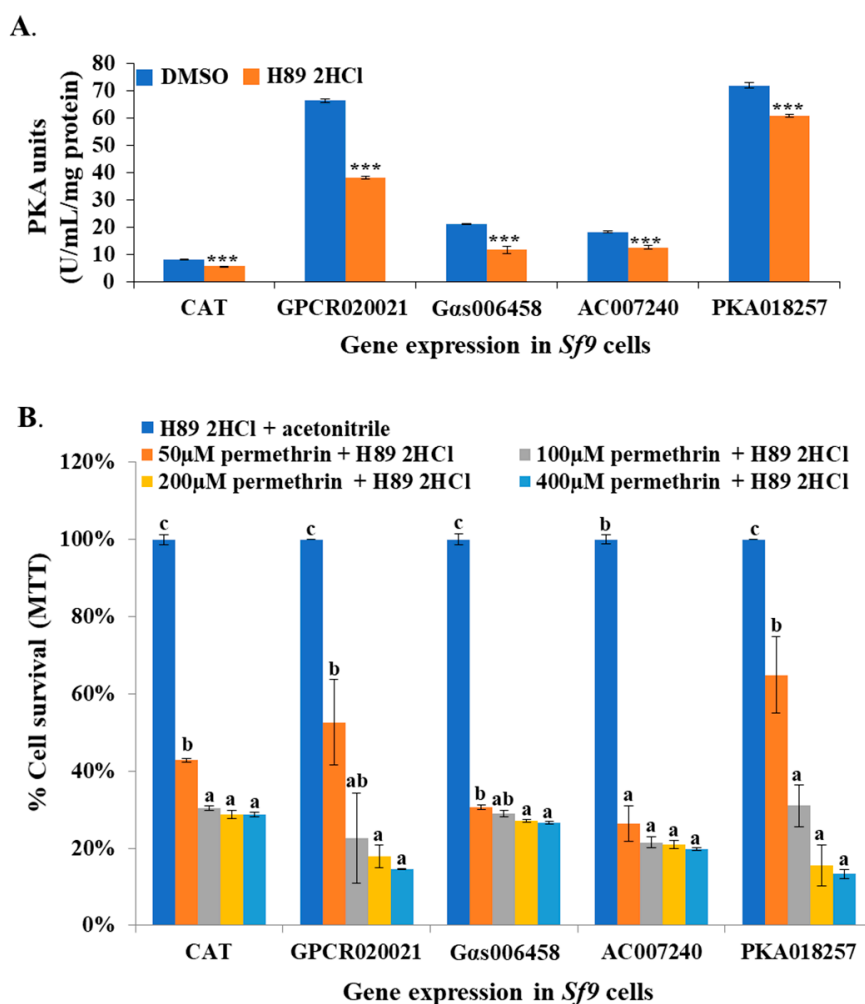 A.
DMSO H89 2HCl
PKA units
(U/mL/mg protein)
80
70
60
50
40
30
20
10
0
*** *** *** *** ***
CAT GPCR020021 Gαs006458 AC007240 PKA018257
Gene expression in Sf9 cells
B.
H89 2HCl + acetonitrile
50µM permethrin + H89 2HCl 100µM permethrin + H89 2HCl
200µM permethrin + H89 2HCl 400µM permethrin + H89 2HCl
% Cell survival (MTT)
120%
100%
80%
60%
40%
20%
0%
c b a a a
c b ab a a
c b ab a a
b a a a a
c b a a a
CAT GPCR020021 Gαs006458 AC007240 PKA018257
Gene expression in Sf9 cells